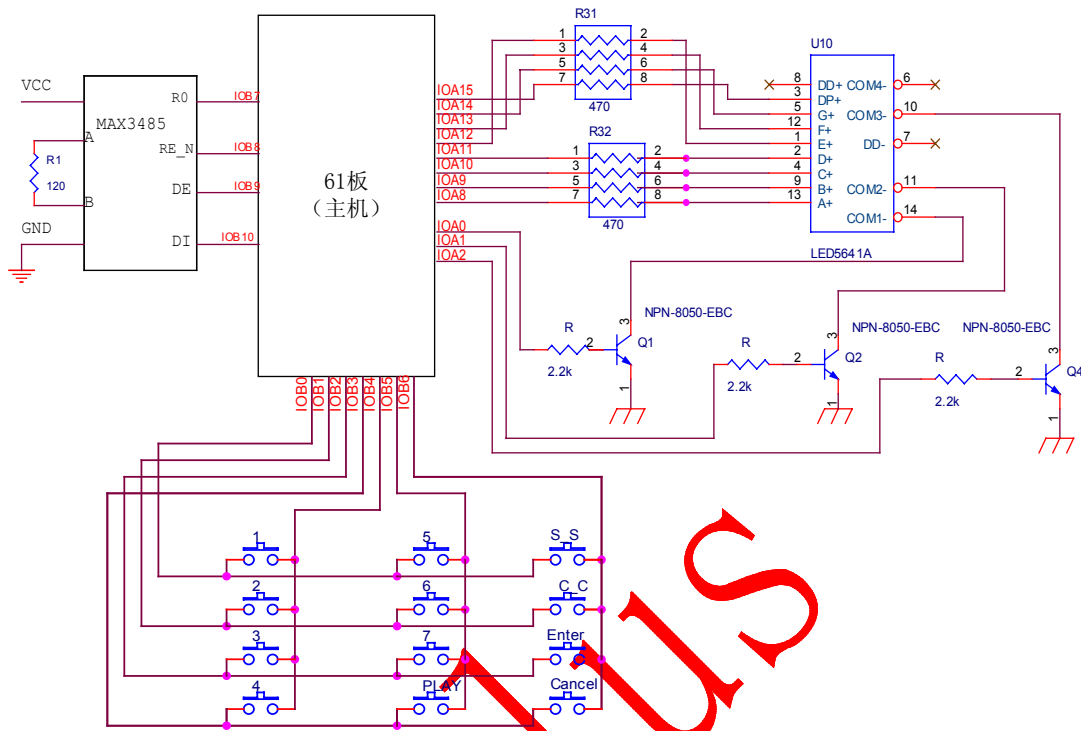 VCC
MAX3485
R0
RE_N
DE
DI
A
B
R1
120
GND
IOB7
IOB8
IOB9
IOB10
61板
（主机）
IOA15
IOA14
IOA13
IOA12
IOA11
IOA10
IOA9
IOA8
IOA0
IOA1
IOA2
IOB0
IOB1
IOB2
IOB3
IOB4
IOB5
IOB6
R31
1 2
3 4
5 6
7 8
470
R32
1 2
3 4
5 6
7 8
470
U10
8 DD+ COM4- 6
3 DP+
5 G+ COM3- 10
12 F+
1 E+ DD- 7
2 D+
4 C+
9 B+ COM2- 11
13 A+
COM1- 14
LED5641A
NPN-8050-EBC
R
2.2k
2
3
1
Q1
NPN-8050-EBC
R
2.2k
2
3
1
Q2
NPN-8050-EBC
R
2.2k
2
3
1
Q4
1 5 S_S
2 6 C_C
3 7 Enter
4 PLAY Cancel